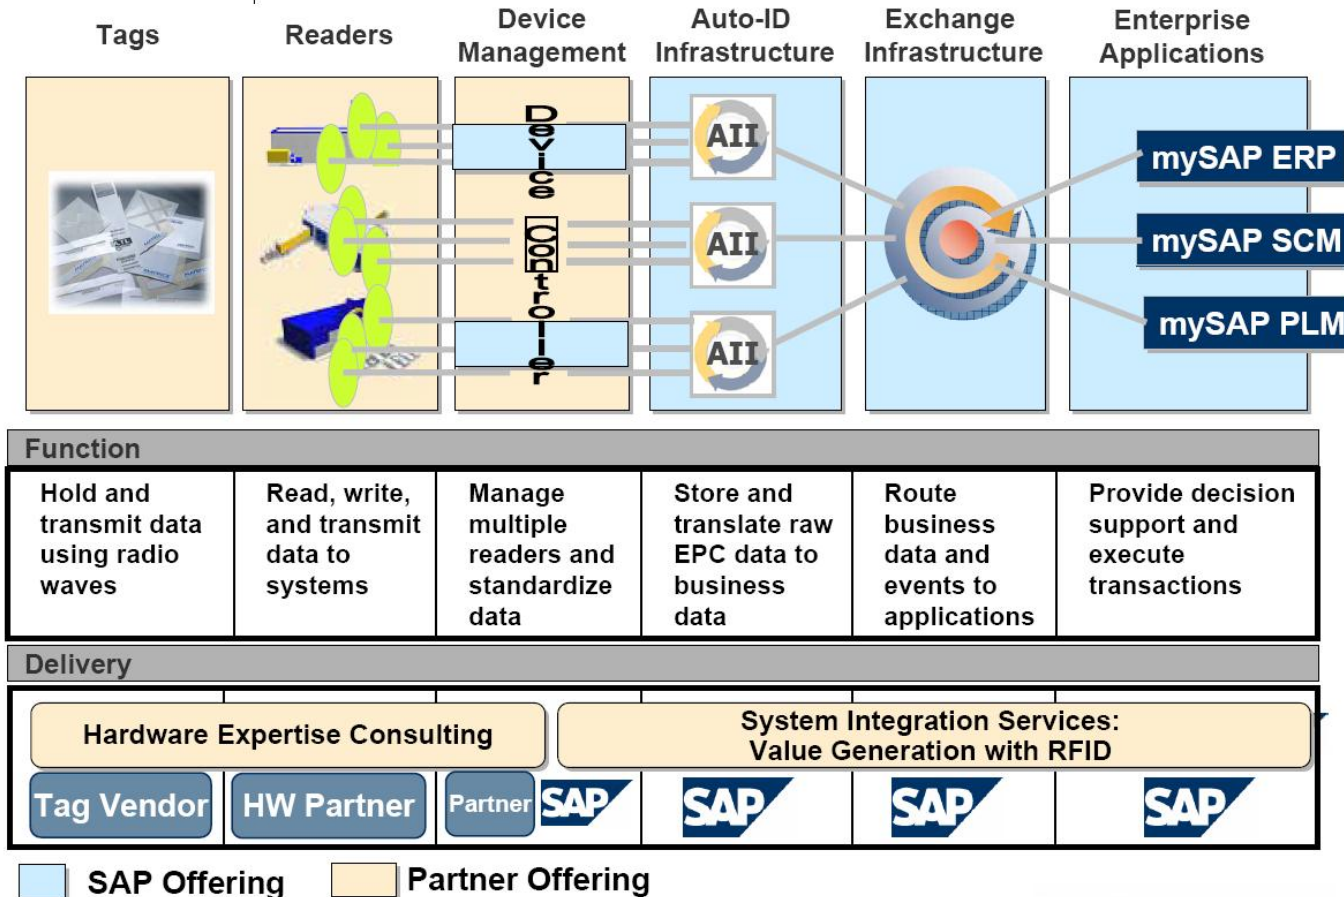 Tags
Readers
Device
Management
Auto-ID
Infrastructure
Exchange
Infrastructure
Enterprise
Applications
Device Controller
AII
AII
AII
mySAP ERP
mySAP SCM
mySAP PLM
Function
Hold and
transmit data
using radio
waves
Read, write,
and transmit
data to
systems
Manage
multiple
readers and
standardize
data
Store and
translate raw
EPC data to
business
data
Route
business
data and
events to
applications
Provide decision
support and
execute
transactions
Delivery
Hardware Expertise Consulting
System Integration Services:
Value Generation with RFID
Tag Vendor
HW Partner
Partner
SAP
SAP
SAP
SAP
SAP Offering
Partner Offering